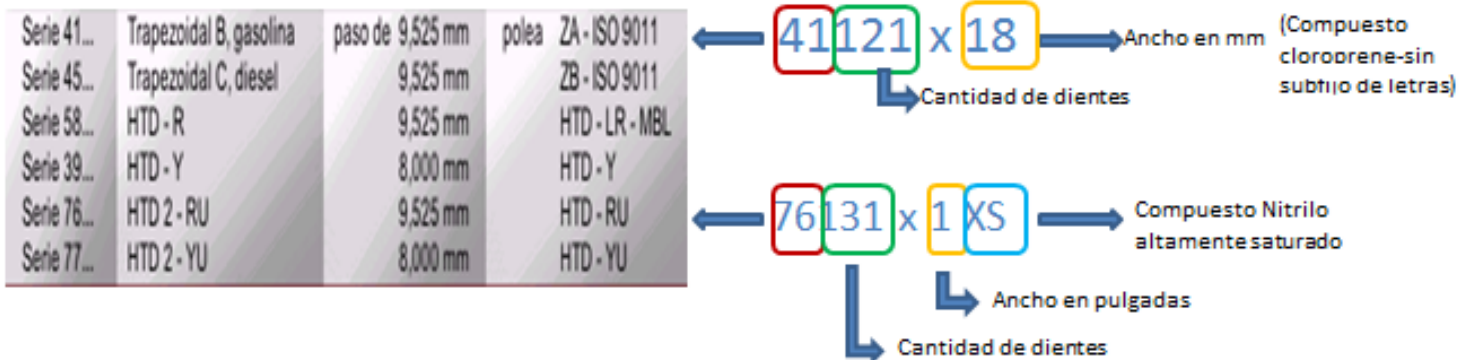 Serie 41... Trapezoidal B, gasolina paso de 9,525 mm polea ZA - ISO 9011
Serie 45... Trapezoidal C, diesel 9,525 mm ZB - ISO 9011
Serie 58... HTD - R 9,525 mm HTD - LR - MBL
Serie 39... HTD - Y 8,000 mm HTD - Y
Serie 76... HTD 2 - RU 9,525 mm HTD - RU
Serie 77... HTD 2 - YU 8,000 mm HTD - YU
41121 x 18
Ancho en mm
(Compuesto
cloroprene-sin
subfijo de letras)
Cantidad de dientes
76131 x 1 XS
Compuesto Nitrilo
altamente saturado
Ancho en pulgadas
Cantidad de dientes